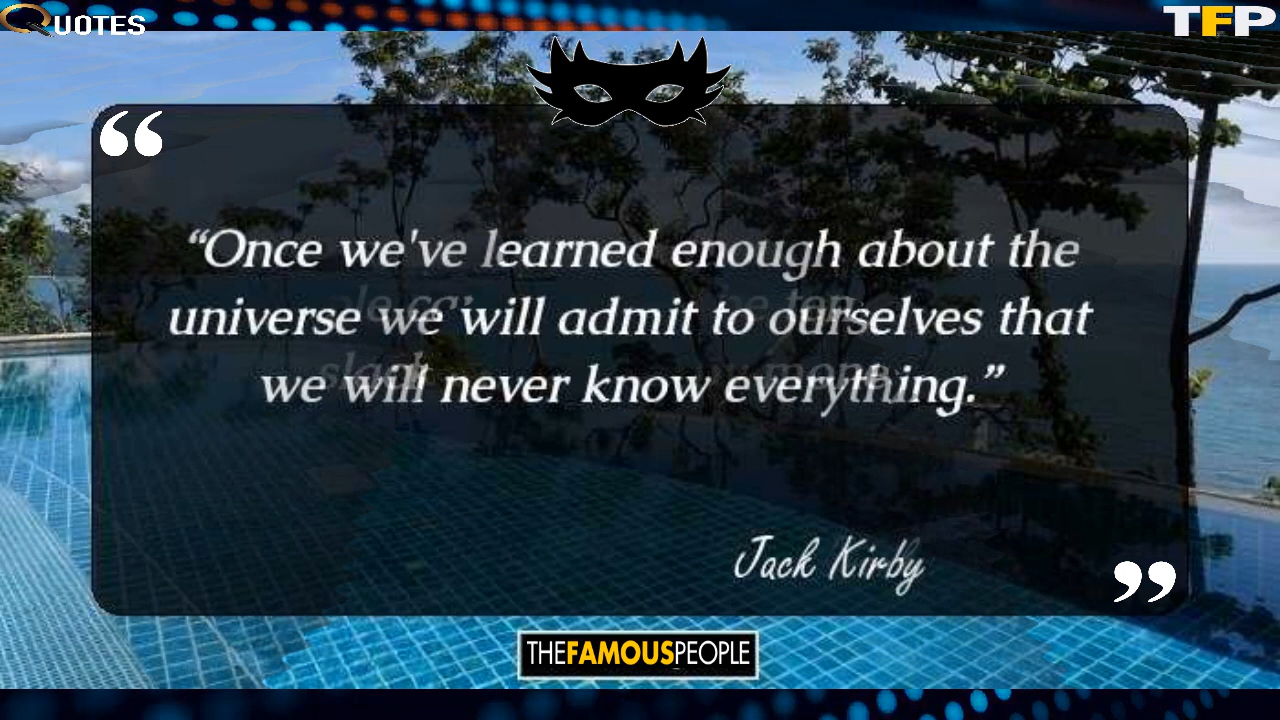 QUOTES
TFP
“Once we've learned enough about the
universe we will admit to ourselves that
we will never know everything.”
Jack Kirby
THEFAMOUSPEOPLE